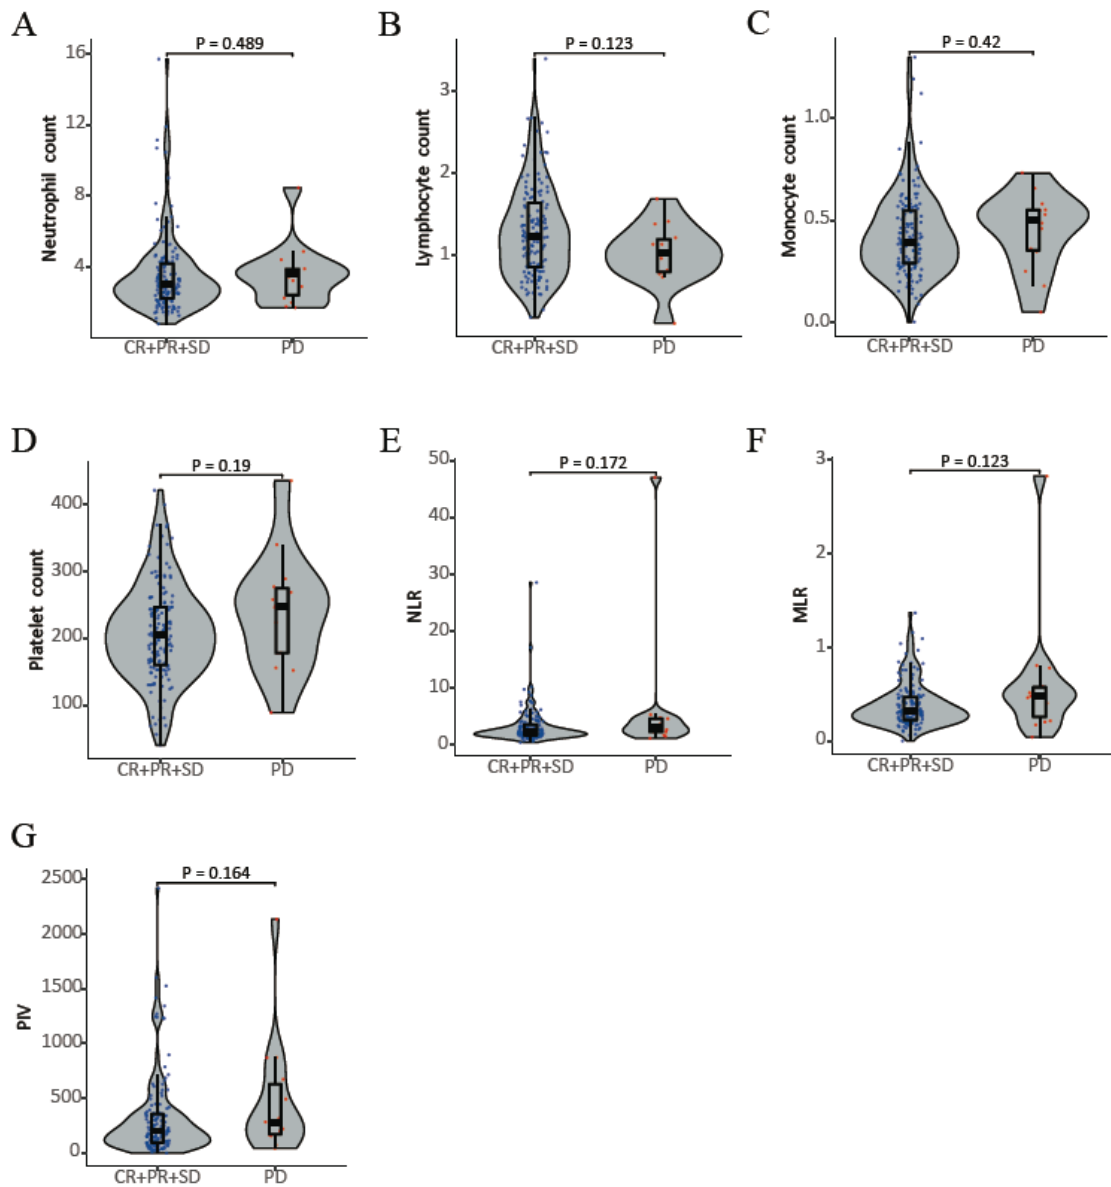 A
P = 0.489
Neutrophil count
16
12
8
4
CR+PR+SD
PD
B
P = 0.123
Lymphocyte count
3
2
1
CR+PR+SD
PD
C
P = 0.42
Monocyte count
1.0
0.5
0.0
CR+PR+SD
PD
D
P = 0.19
Platelet count
400
300
200
100
CR+PR+SD
PD
E
P = 0.172
NLR
50
40
30
20
10
0
CR+PR+SD
PD
F
P = 0.123
MLR
3
2
1
0
CR+PR+SD
PD
G
P = 0.164
PIV
2500
2000
1500
1000
500
0
CR+PR+SD
PD